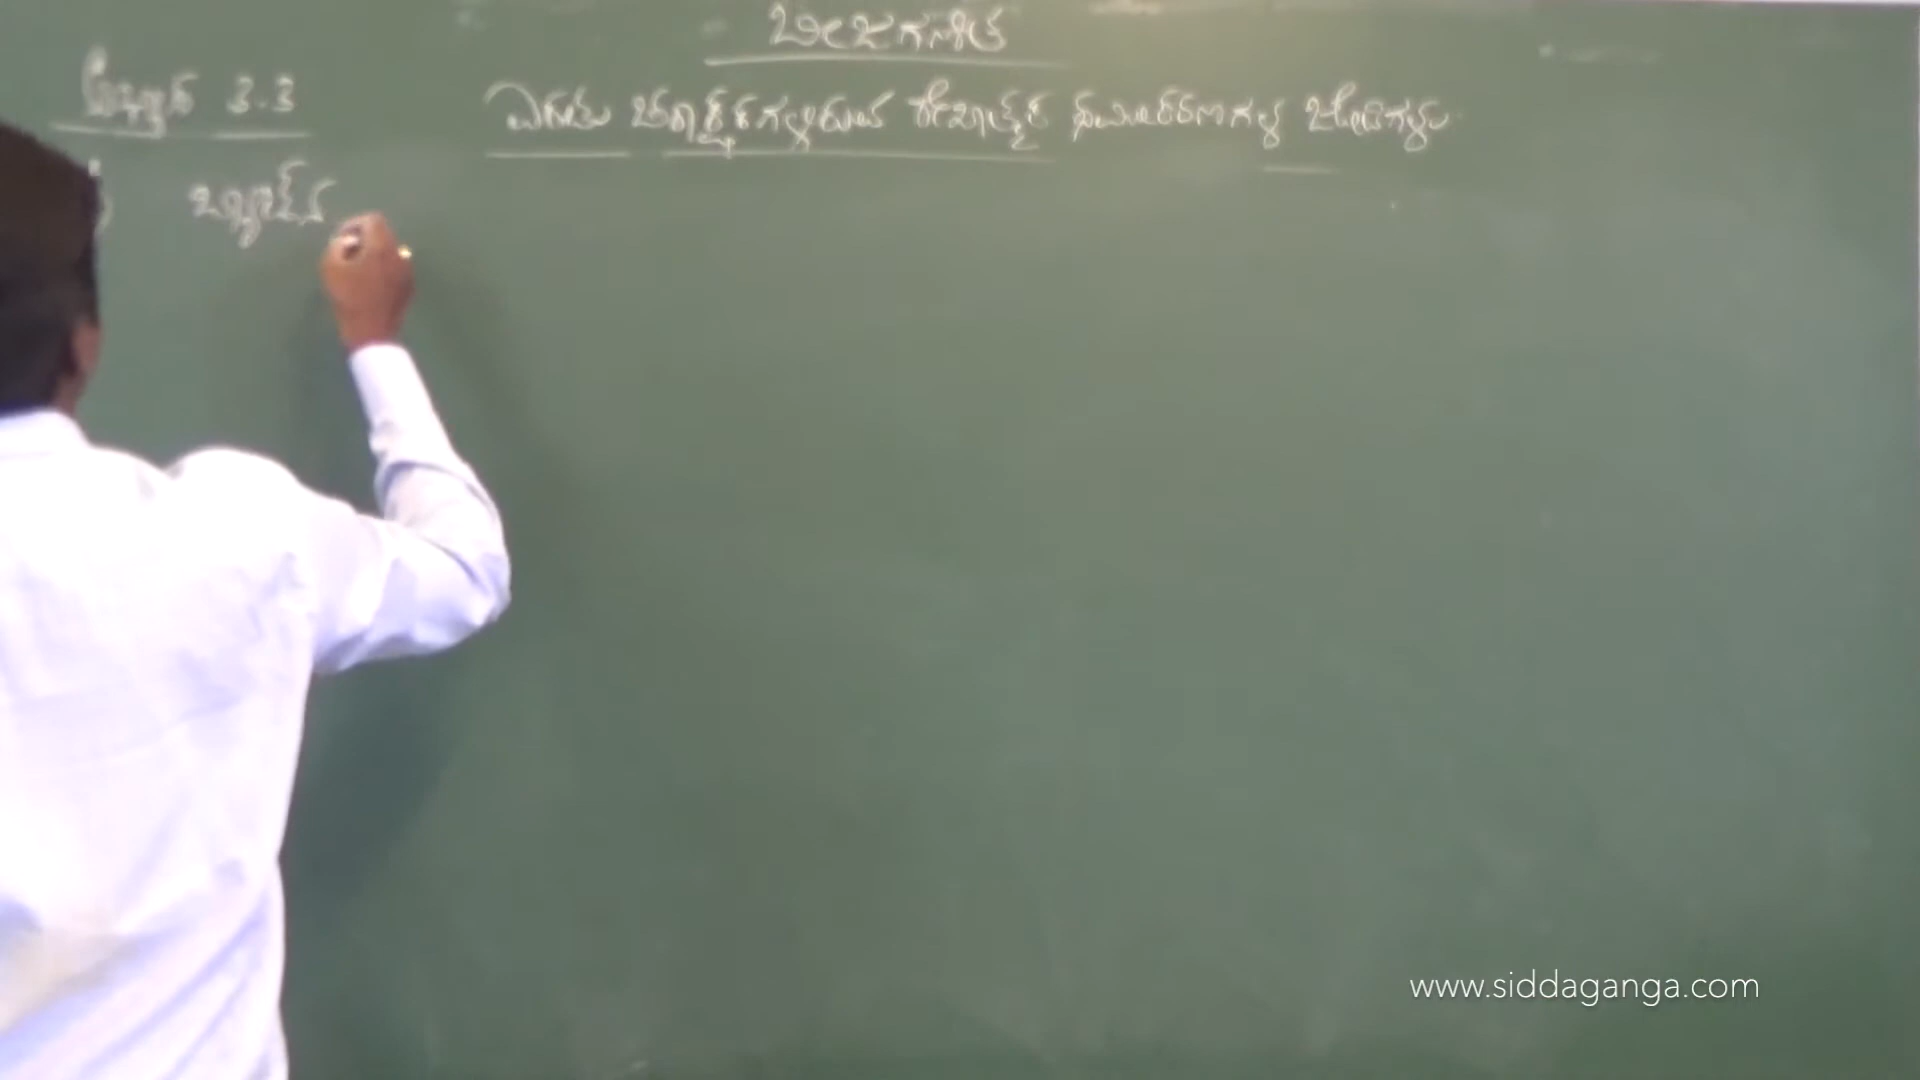 ಬೀಜಗಣಿತ
ಅಭ್ಯಾಸ 3.3
ಎರಡು ಚರಾಕ್ಷರಗಳ್ಳಿರುವ ರೇಖಾತ್ಮಕ ಸಮೀಕರಣಗಳ ಜೋಡಿಗಳು
www.siddaganga.com